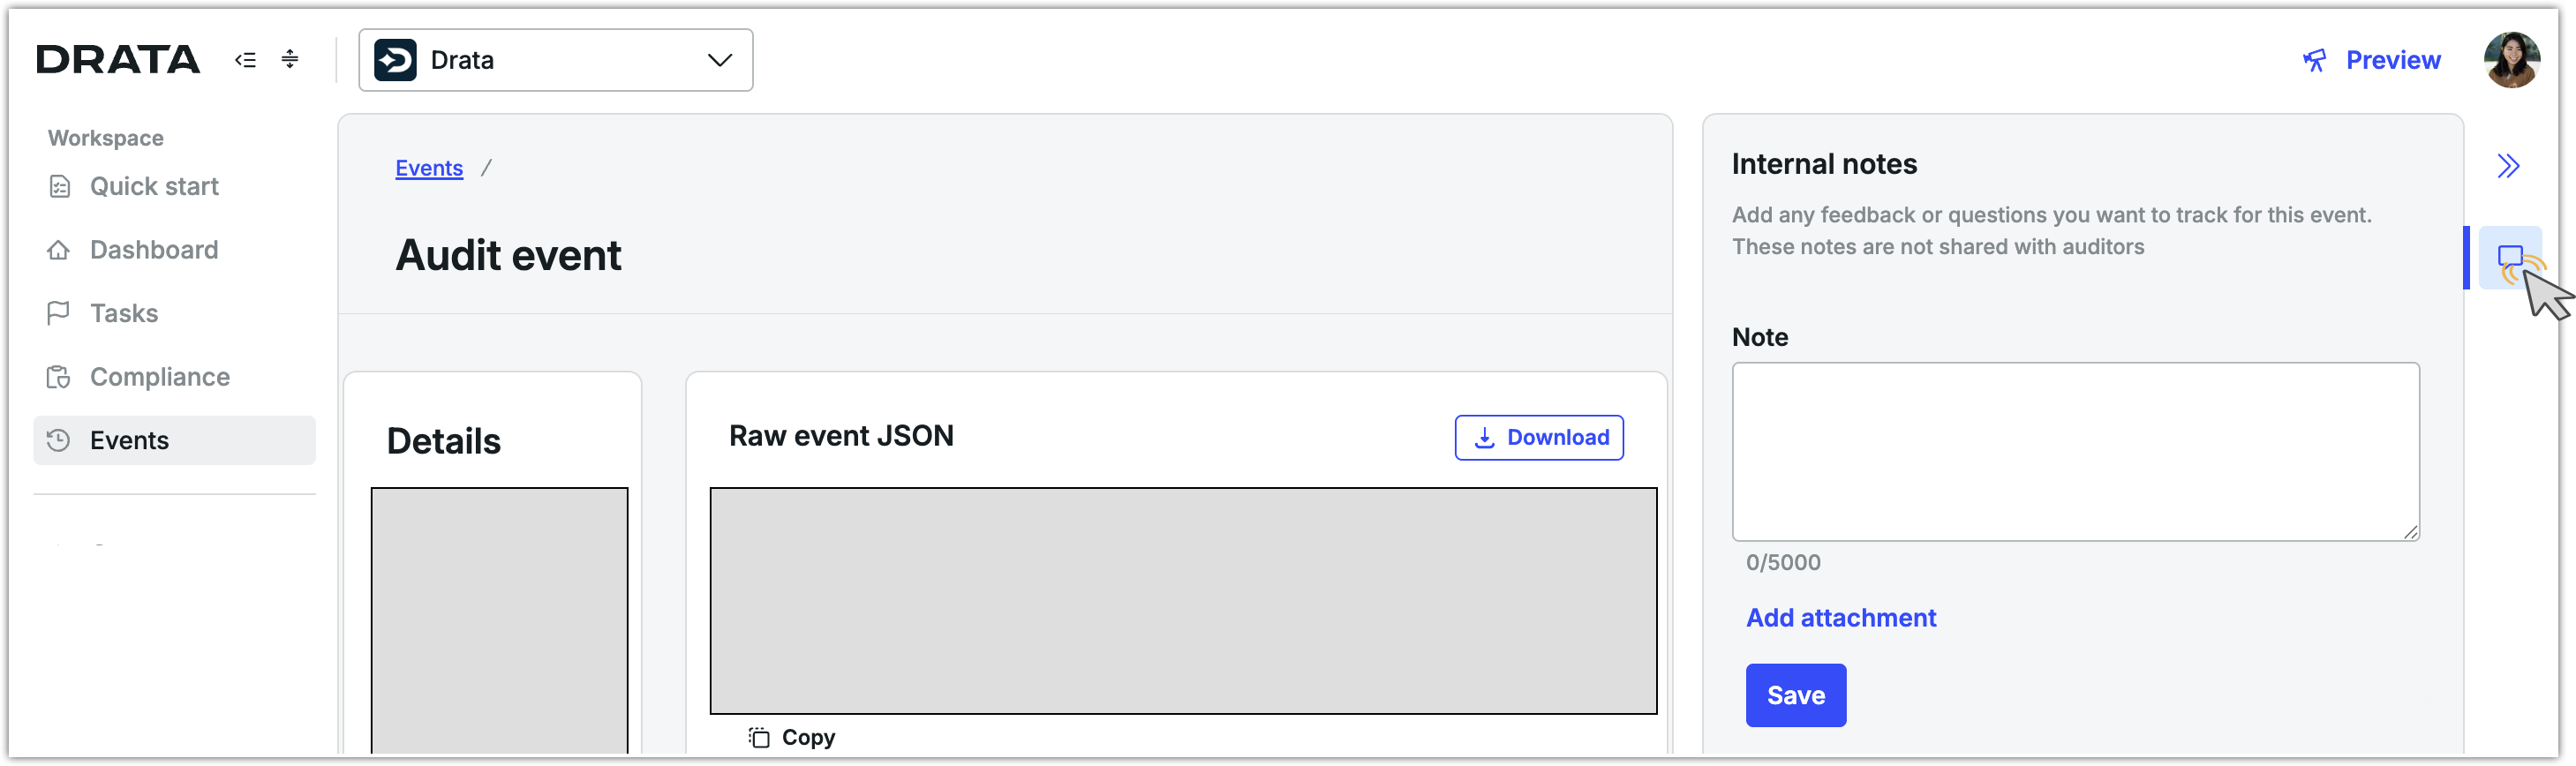 DRATA
Drata
Preview
Workspace
Quick start
Dashboard
Tasks
Compliance
Events
Events /
Audit event
Details
Raw event JSON
Download
Copy
Internal notes
Add any feedback or questions you want to track for this event.
These notes are not shared with auditors
Note
0/5000
Add attachment
Save